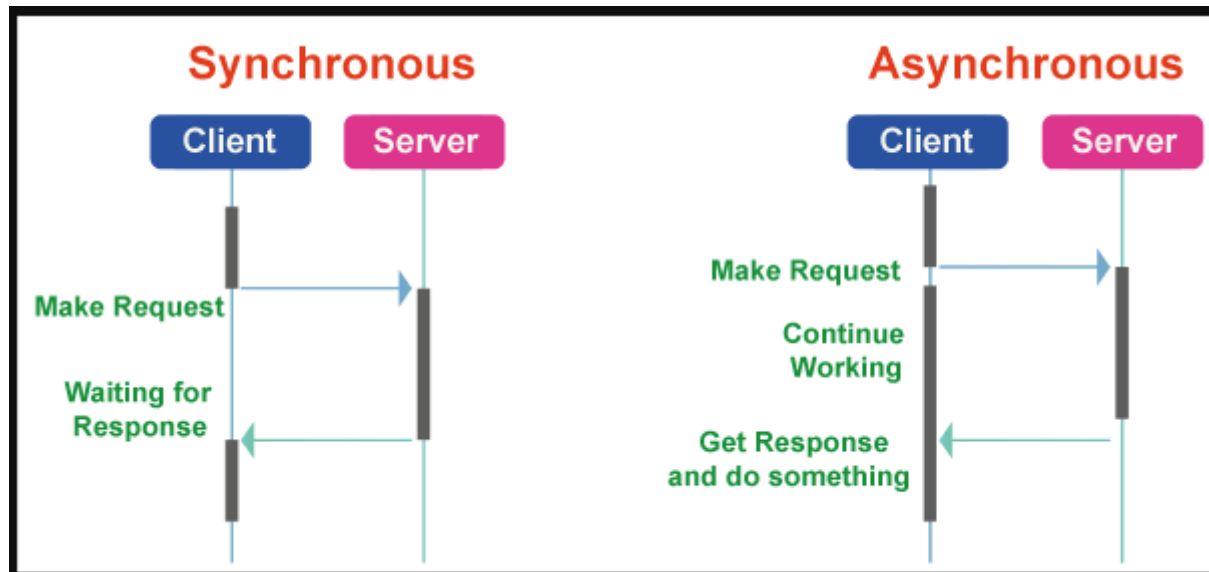 Synchronous
Client
Server
Make Request
Waiting for
Response
Asynchronous
Client
Server
Make Request
Continue
Working
Get Response
and do something